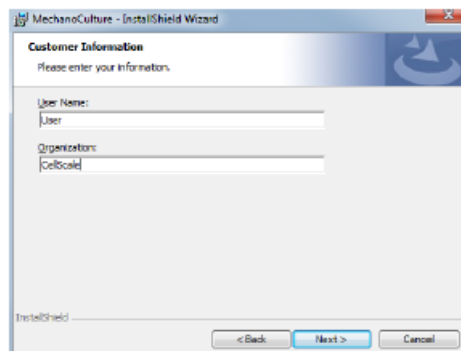 MechanoCulture - InstallShield Wizard
Customer Information
Please enter your information.
User Name:
User
Organization:
CellScale
InstallShield
< Back Next > Cancel